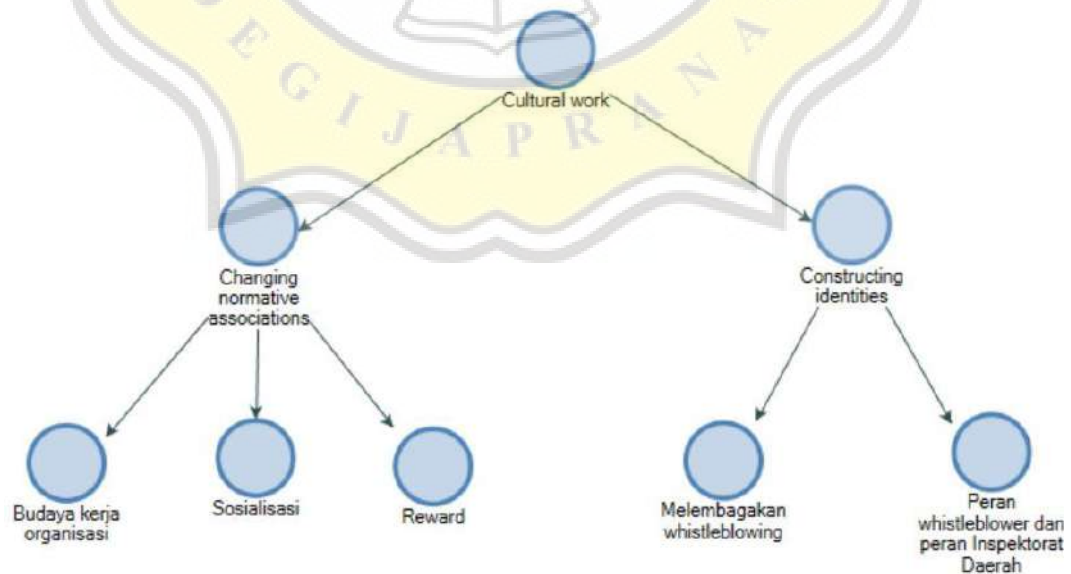 EGIJAPRANA
Cultural work
Changing
normative
associations
Constructing
identities
Budaya kerja
organisasi
Sosialisasi
Reward
Melembagakan
whistleblowing
Peran
whistleblower dan
peran Inspektorat
Daerah